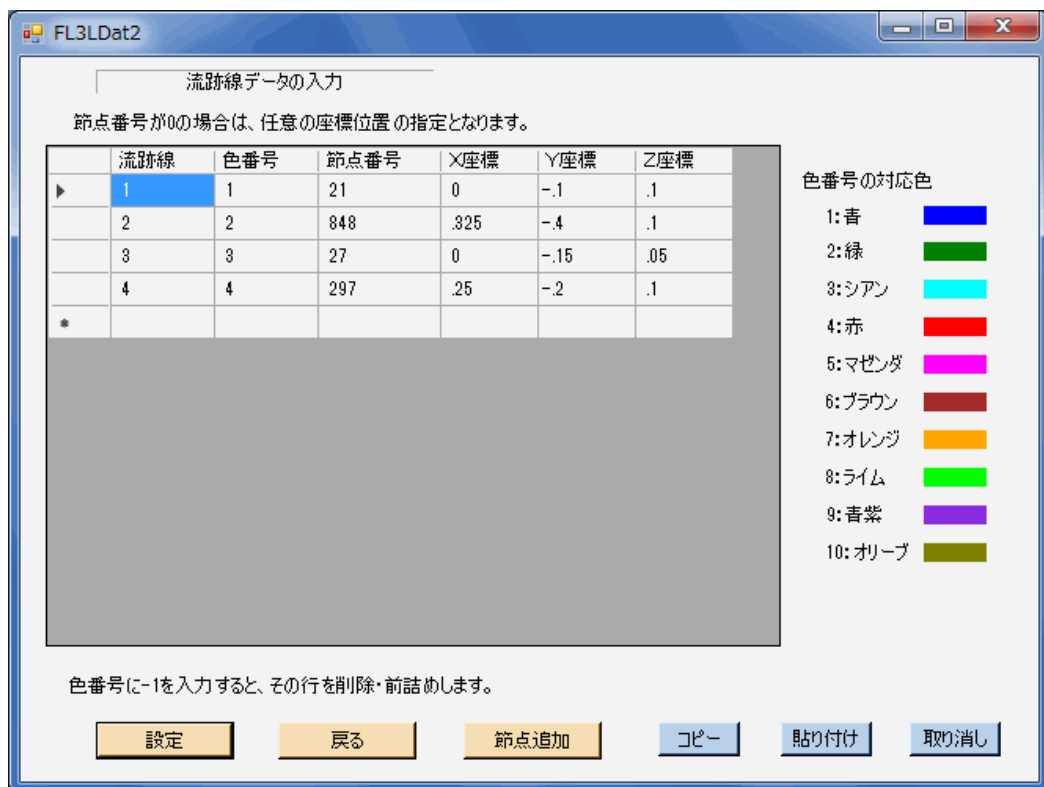 FL3LDat2
流跡線データの入力
節点番号が0の場合は、任意の座標位置の指定となります。
流跡線 色番号 節点番号 X座標 Y座標 Z座標
1 1 21 0 -.1 .1
2 2 848 .325 -.4 .1
3 3 27 0 -.15 .05
4 4 297 .25 -.2 .1
色番号の対応色
1:青
2:緑
3:シアン
4:赤
5:マゼンダ
6:ブラウン
7:オレンジ
8:ライム
9:青紫
10:オリーブ
色番号に-1を入力すると、その行を削除・前詰めします。
設定 戻る 節点追加 コピー 貼り付け 取り消し